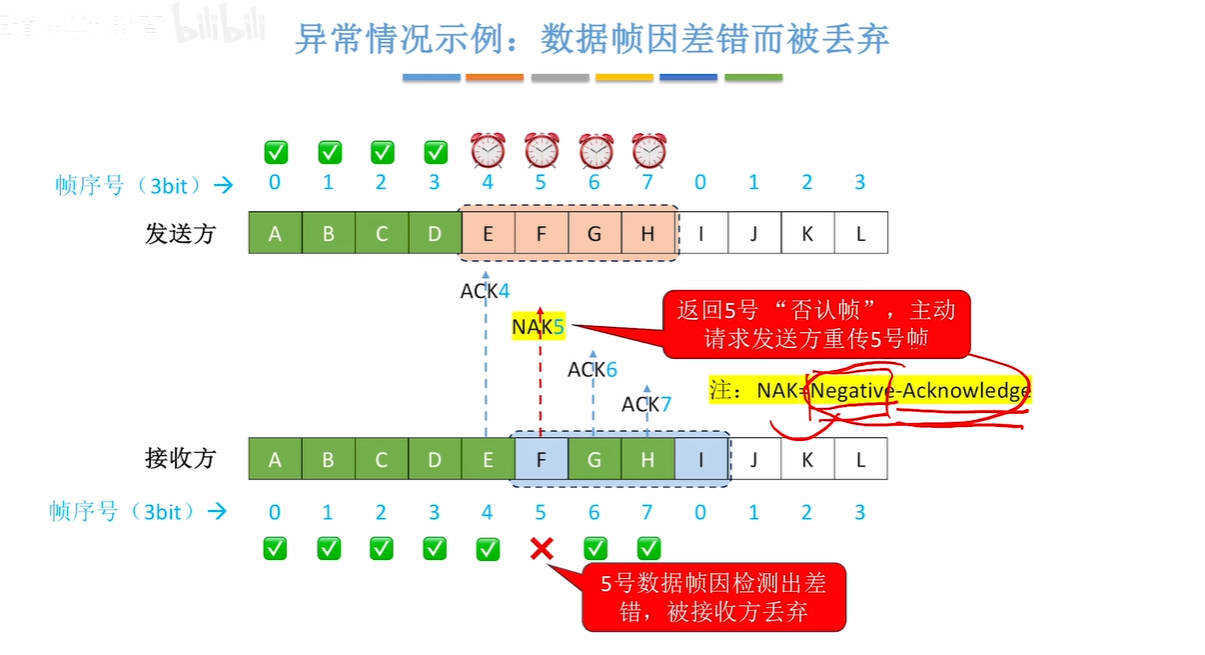 bilibili
异常情况示例：数据帧因差错而被丢弃
帧序号（3bit）→ 0 1 2 3 4 5 6 7 0 1 2 3
发送方 A B C D E F G H I J K L
ACK4
NAK5
ACK6
ACK7
返回5号 “否认帧”，主动
请求发送方重传5号帧
注：NAK=Negative-Acknowledge
接收方 A B C D E F G H I J K L
帧序号（3bit）→ 0 1 2 3 4 5 6 7 0 1 2 3
5号数据帧因检测出差
错，被接收方丢弃